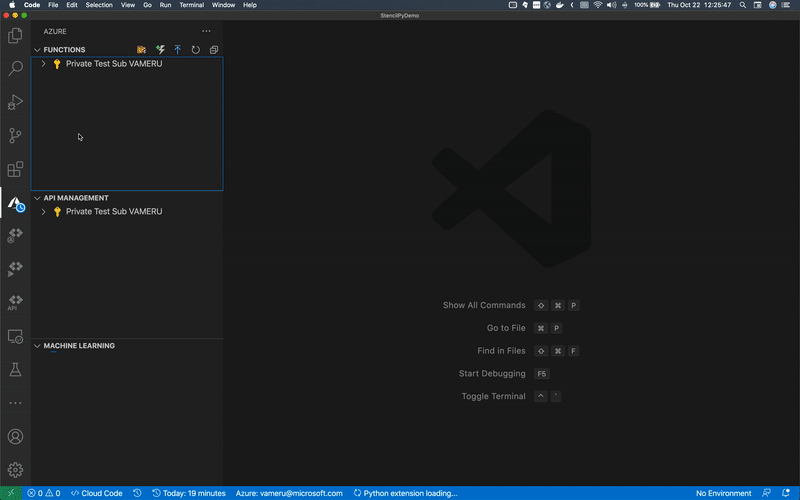 Code File Edit Selection View Go Run Terminal Window Help 100% Thu Oct 22 12:25:47
StencilPyDemo
AZURE
FUNCTIONS
Private Test Sub VAMERU
API MANAGEMENT
Private Test Sub VAMERU
API
MACHINE LEARNING
Show All Commands ⇧ ⌘ P
Go to File ⌘ P
Find in Files ⇧ ⌘ F
Start Debugging F5
Toggle Terminal ^ `
0 0 Cloud Code Today: 19 minutes Azure: vameru@microsoft.com Python extension loading... No Environment